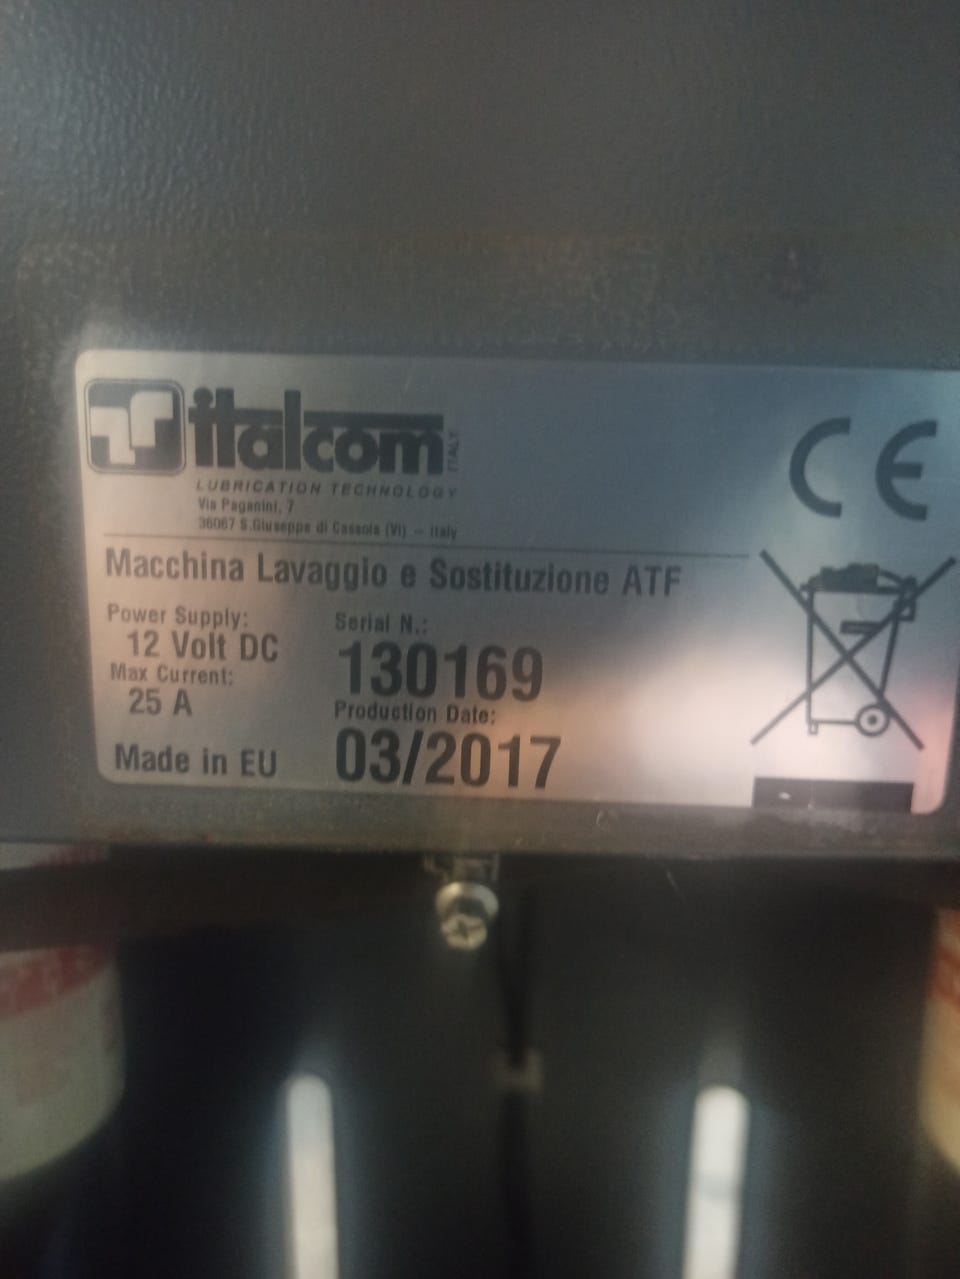 italcom ITALY
LUBRICATION TECHNOLOGY
Via Paganini, 7
36067 S.Giuseppe di Cassola (VI) – Italy
Macchina Lavaggio e Sostituzione ATF
Power Supply:
12 Volt DC
Max Current:
25 A
Made in EU
Serial N.:
130169
Production Date:
03/2017
CE